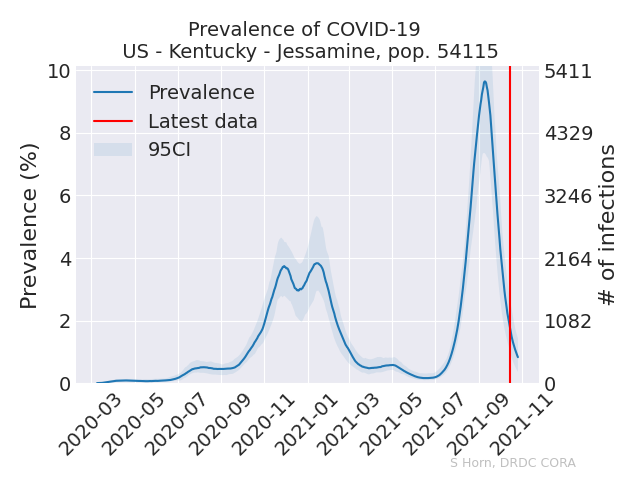 Prevalence of COVID-19
US - Kentucky - Jessamine, pop. 54115
Prevalence (%)
10
8
6
4
2
0
Prevalence
Latest data
95CI
5411
4329
3246
2164
1082
0
# of infections
2020-03
2020-05
2020-07
2020-09
2020-11
2021-01
2021-03
2021-05
2021-07
2021-09
2021-11
S Horn, DRDC CORA